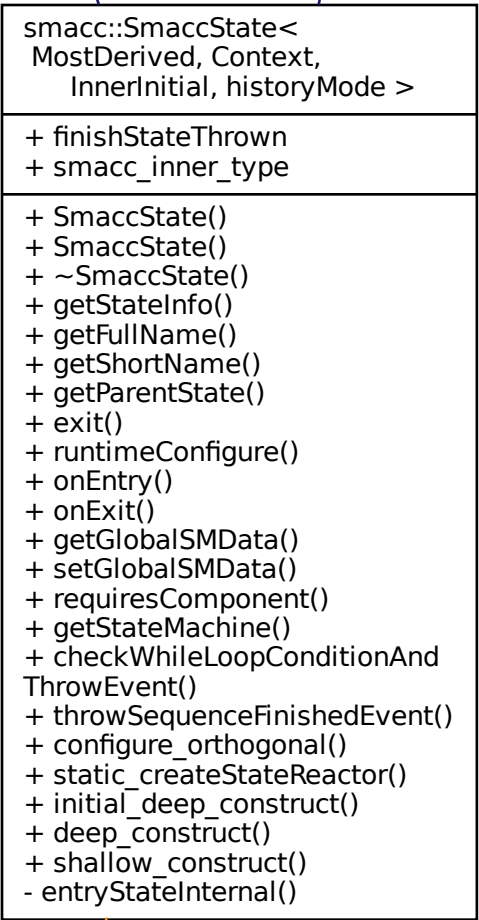 smacc::SmaccState<
MostDerived, Context,
InnerInitial, historyMode >
+ finishStateThrown
+ smacc_inner_type
+ SmaccState()
+ SmaccState()
+ ~SmaccState()
+ getStateInfo()
+ getFullName()
+ getShortName()
+ getParentState()
+ exit()
+ runtimeConfigure()
+ onEntry()
+ onExit()
+ getGlobalSMData()
+ setGlobalSMData()
+ requiresComponent()
+ getStateMachine()
+ checkWhileLoopConditionAnd
ThrowEvent()
+ throwSequenceFinishedEvent()
+ configure_orthogonal()
+ static_createStateReactor()
+ initial_deep_construct()
+ deep_construct()
+ shallow_construct()
- entryStateInternal()